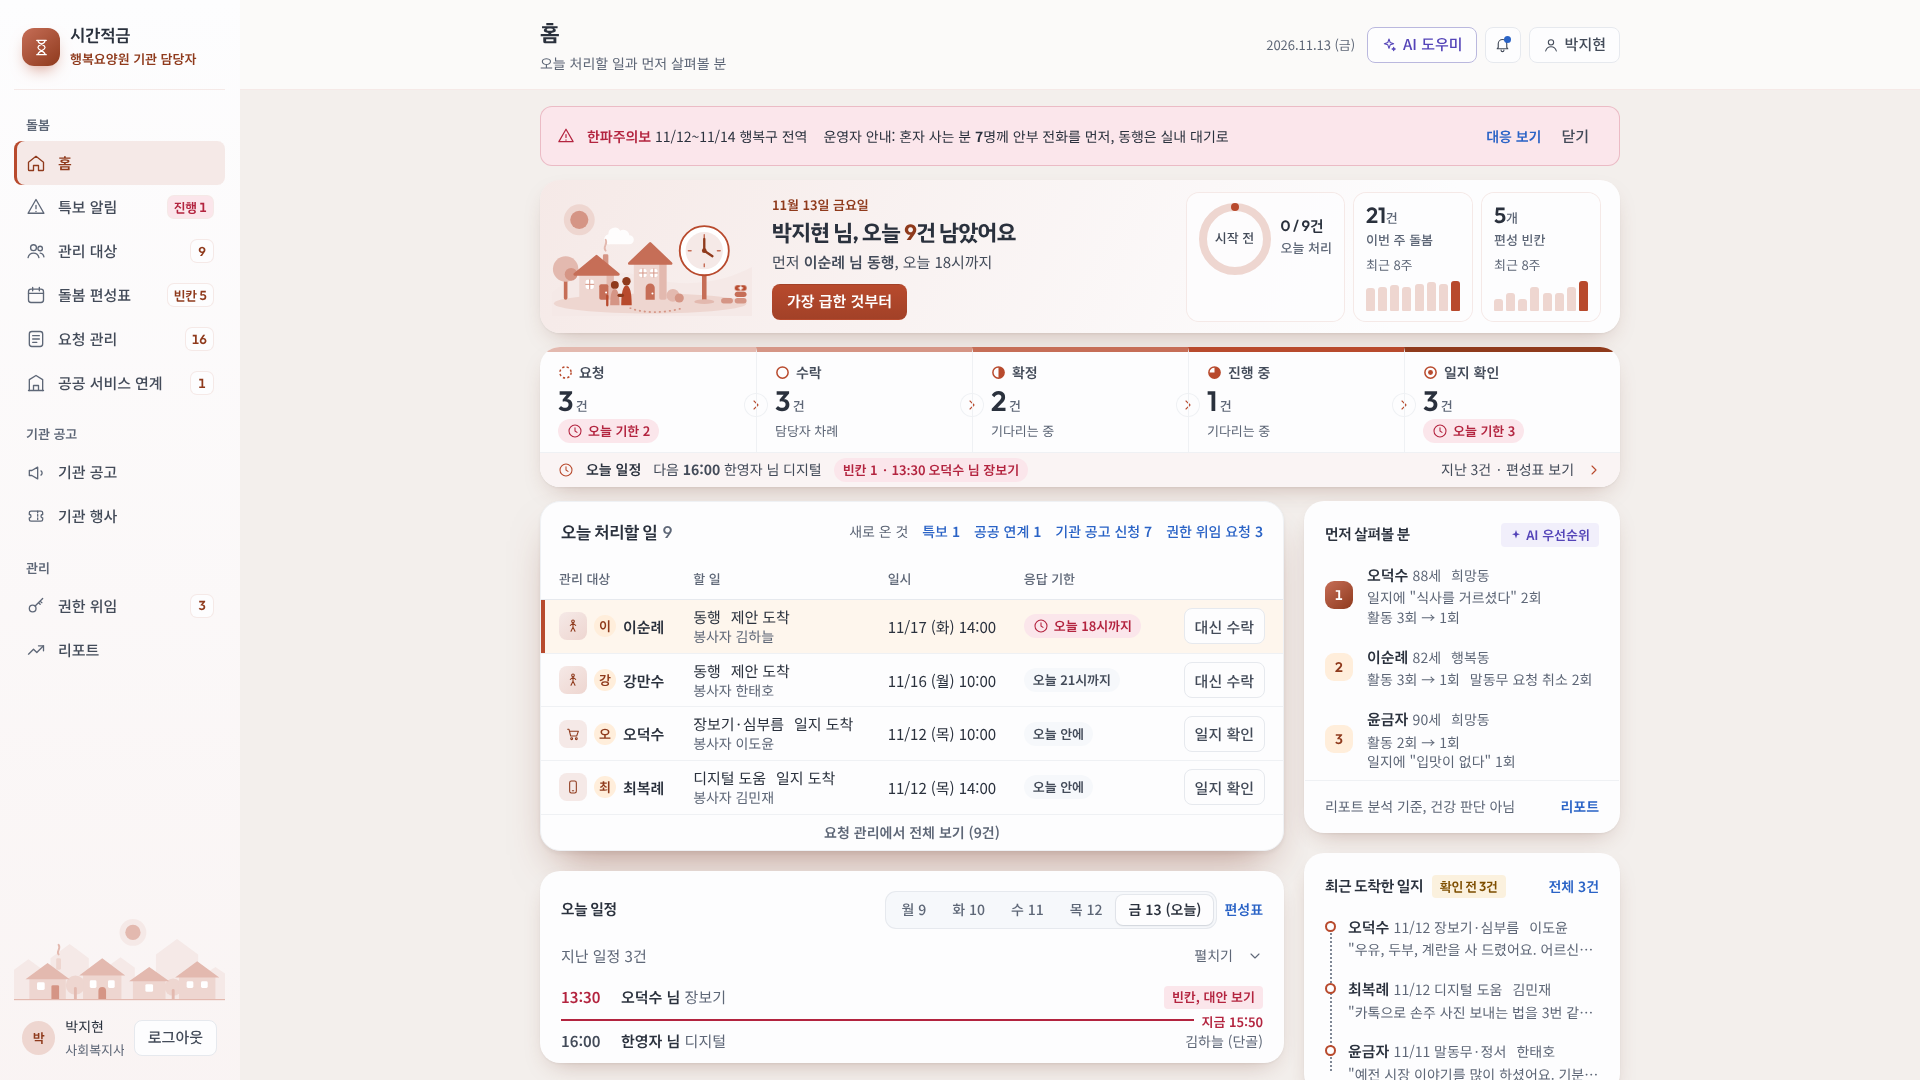 시간적금
행복요양원 기관 담당자
돌봄
홈
특보 알림 진행 1
관리 대상 9
돌봄 편성표 빈칸 5
요청 관리 16
공공 서비스 연계 1
기관 공고
기관 공고
기관 행사
관리
권한 위임 3
리포트
박 박지현
사회복지사
로그아웃
홈
오늘 처리할 일과 먼저 살펴볼 분
2026.11.13 (금) AI 도우미 박지현
한파주의보 11/12~11/14 행복구 전역 운영자 안내: 혼자 사는 분 7명께 안부 전화를 먼저, 동행은 실내 대기로 대응 보기 닫기
11월 13일 금요일
박지현 님, 오늘 9건 남았어요
먼저 이순례 님 동행, 오늘 18시까지
가장 급한 것부터
시작 전
0 / 9건
오늘 처리
21건
이번 주 돌봄
최근 8주
5개
편성 빈칸
최근 8주
요청
3건
오늘 기한 2
수락
3건
담당자 차례
확정
2건
기다리는 중
진행 중
1건
기다리는 중
일지 확인
3건
오늘 기한 3
오늘 일정 다음 16:00 한영자 님 디지털 빈칸 1 · 13:30 오덕수 님 장보기 지난 3건 · 편성표 보기
오늘 처리할 일 9 새로 온 것 특보 1 공공 연계 1 기관 공고 신청 7 권한 위임 요청 3
관리 대상 할 일 일시 응답 기한
이 이순례 동행 제안 도착 11/17 (화) 14:00 오늘 18시까지 대신 수락
봉사자 김하늘
강 강만수 동행 제안 도착 11/16 (월) 10:00 오늘 21시까지 대신 수락
봉사자 한태호
오 오덕수 장보기·심부름 일지 도착 11/12 (목) 10:00 오늘 안에 일지 확인
봉사자 이도윤
최 최복례 디지털 도움 일지 도착 11/12 (목) 14:00 오늘 안에 일지 확인
봉사자 김민재
요청 관리에서 전체 보기 (9건)
오늘 일정 월 9 화 10 수 11 목 12 금 13 (오늘) 편성표
지난 일정 3건 펼치기
13:30 오덕수 님 장보기 빈칸, 대안 보기
지금 15:50
16:00 한영자 님 디지털 김하늘 (단골)
먼저 살펴볼 분 AI 우선순위
1 오덕수 88세 희망동
일지에 "식사를 거르셨다" 2회
활동 3회 → 1회
2 이순례 82세 행복동
활동 3회 → 1회 말동무 요청 취소 2회
3 윤금자 90세 희망동
활동 2회 → 1회
일지에 "입맛이 없다" 1회
리포트 분석 기준, 건강 판단 아님 리포트
최근 도착한 일지 확인 전 3건 전체 3건
오덕수 11/12 장보기·심부름 이도윤
"우유, 두부, 계란을 사 드렸어요. 어르신…
최복례 11/12 디지털 도움 김민재
"카톡으로 손주 사진 보내는 법을 3번 같…
윤금자 11/11 말동무·정서 한태호
"예전 시장 이야기를 많이 하셨어요. 기분…